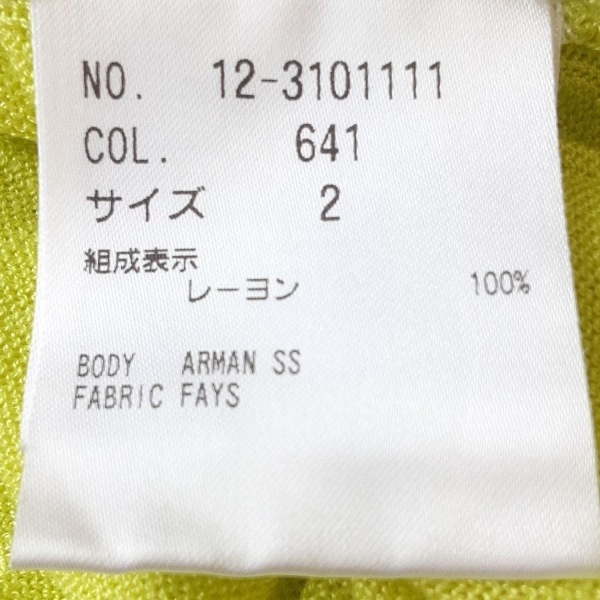 NO. 12-3101111
COL. 641
サイズ 2
組成表示
レーヨン 100%
BODY ARMAN SS
FABRIC FAYS